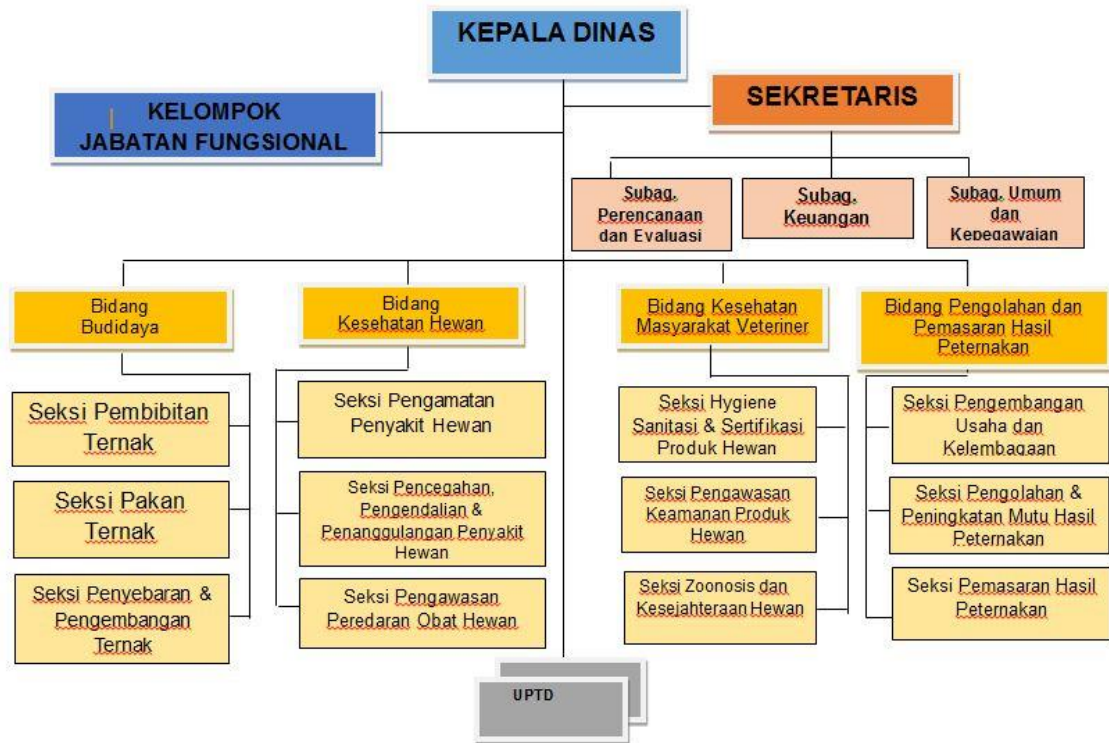 KEPALA DINAS
SEKRETARIS
KELOMPOK
JABATAN FUNGSIONAL
Subag.
Perencanaan
dan Evaluasi
Subag.
Keuangan
Subag. Umum
dan
Kepegawaian
Bidang
Budidaya
Bidang
Kesehatan Hewan
Bidang Kesehatan
Masyarakat Veteriner
Bidang Pengolahan dan
Pemasaran Hasil
Peternakan
Seksi Pembibitan
Ternak
Seksi Pakan
Ternak
Seksi Penyebaran &
Pengembangan
Ternak
Seksi Pengamatan
Penyakit Hewan
Seksi Pencegahan,
Pengendalian &
Penanggulangan Penyakit
Hewan
Seksi Pengawasan
Peredaran Obat Hewan
Seksi Hygiene
Sanitasi & Sertifikasi
Produk Hewan
Seksi Pengawasan
Keamanan Produk
Hewan
Seksi Zoonosis dan
Kesejahteraan Hewan
Seksi Pengembangan
Usaha dan
Kelembagaan
Seksi Pengolahan &
Peningkatan Mutu Hasil
Peternakan
Seksi Pemasaran Hasil
Peternakan
UPTD